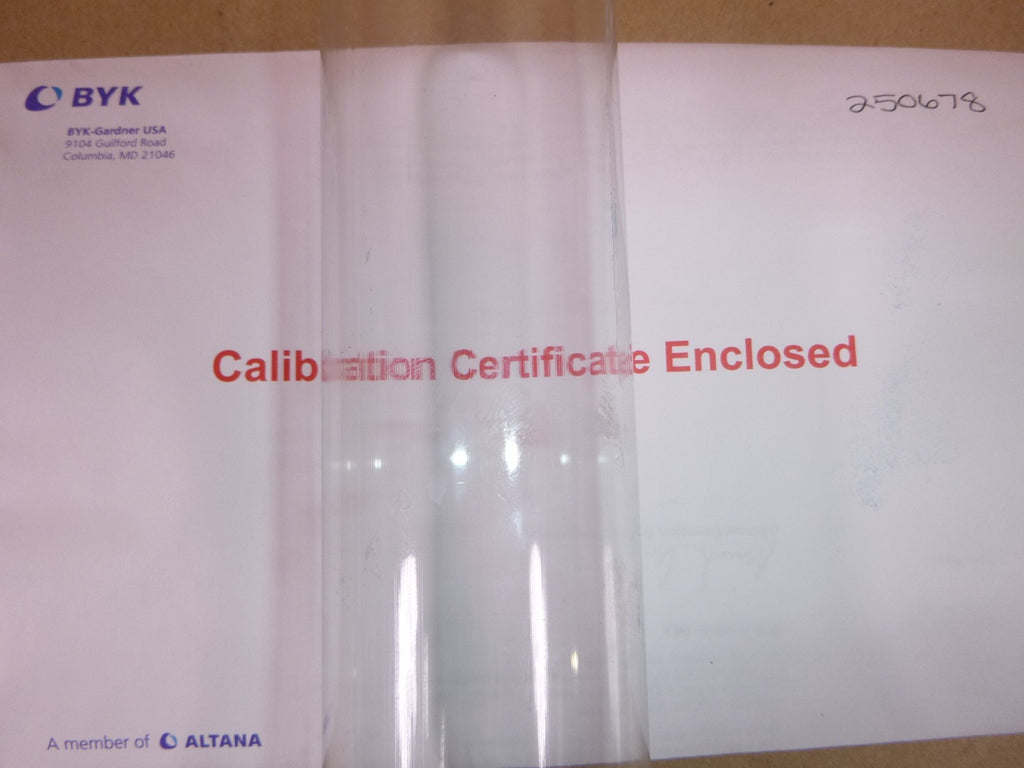 BYK
BYK-Gardner USA
9104 Guilford Road
Columbia, MD 21046
250678
Calibration Certificate Enclosed
A member of ALTANA